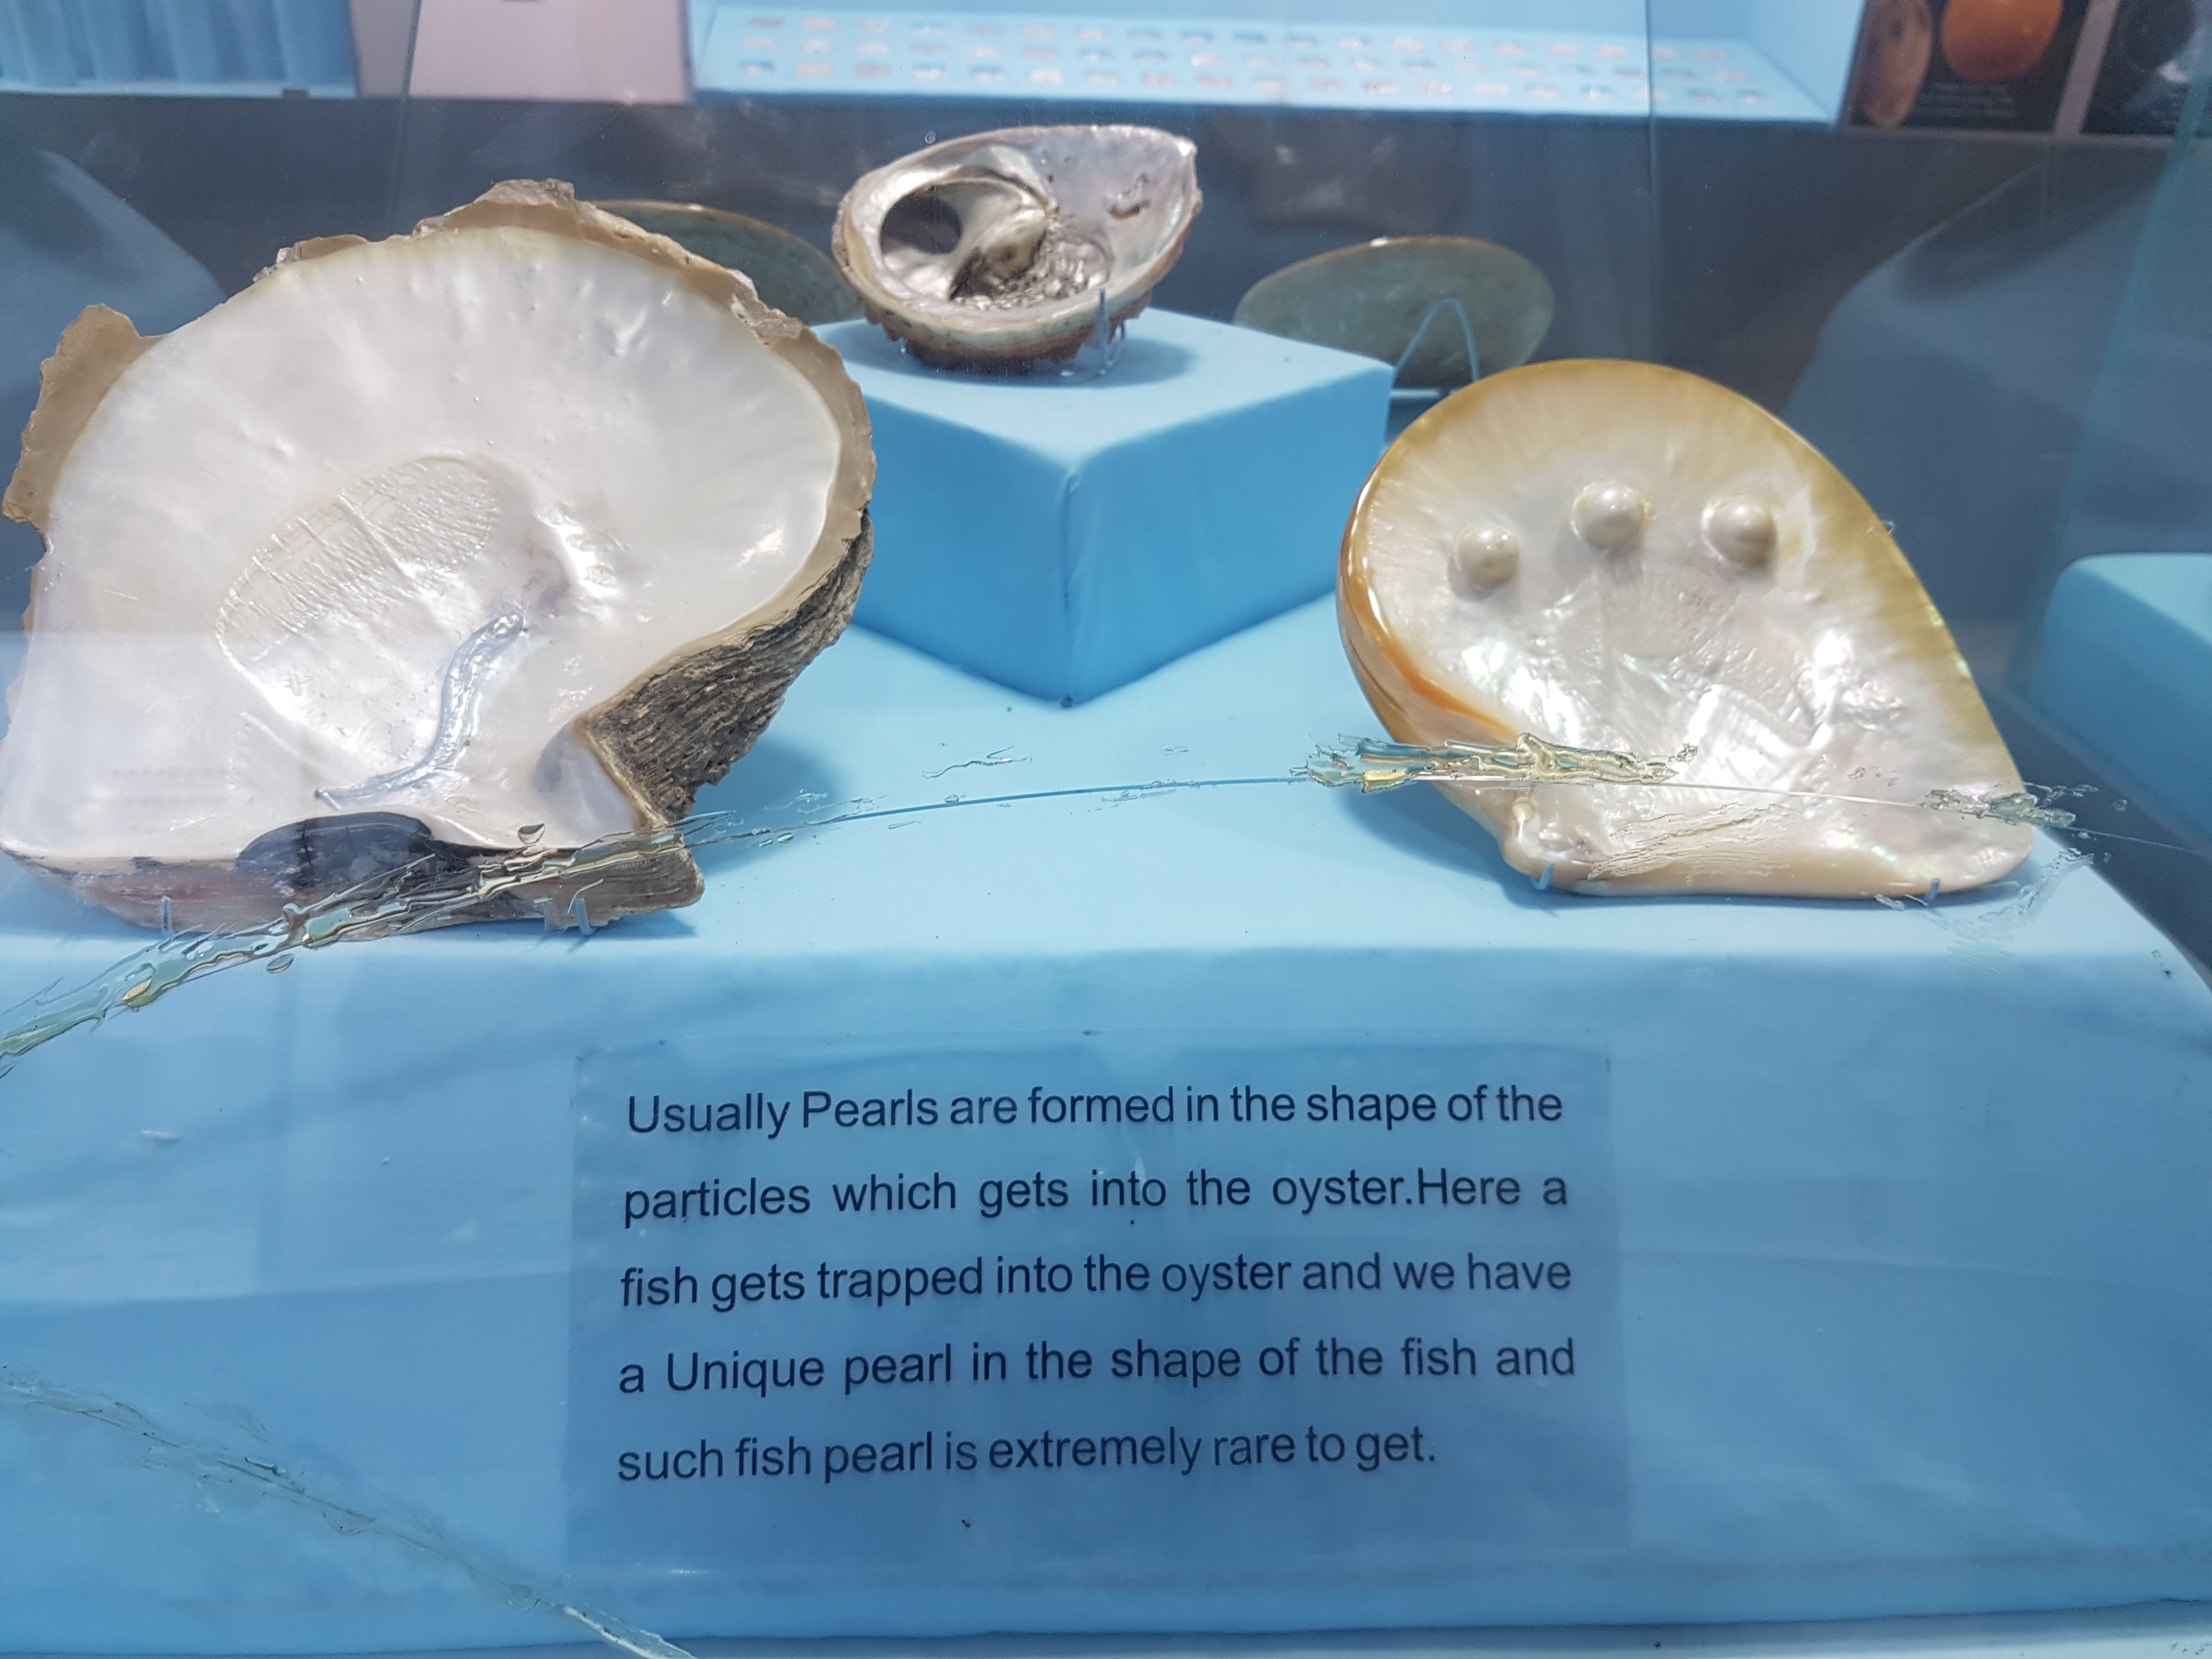 Usually Pearls are formed in the shape of the
particles which gets into the oyster.Here a
fish gets trapped into the oyster and we have
a Unique pearl in the shape of the fish and
such fish pearl is extremely rare to get.